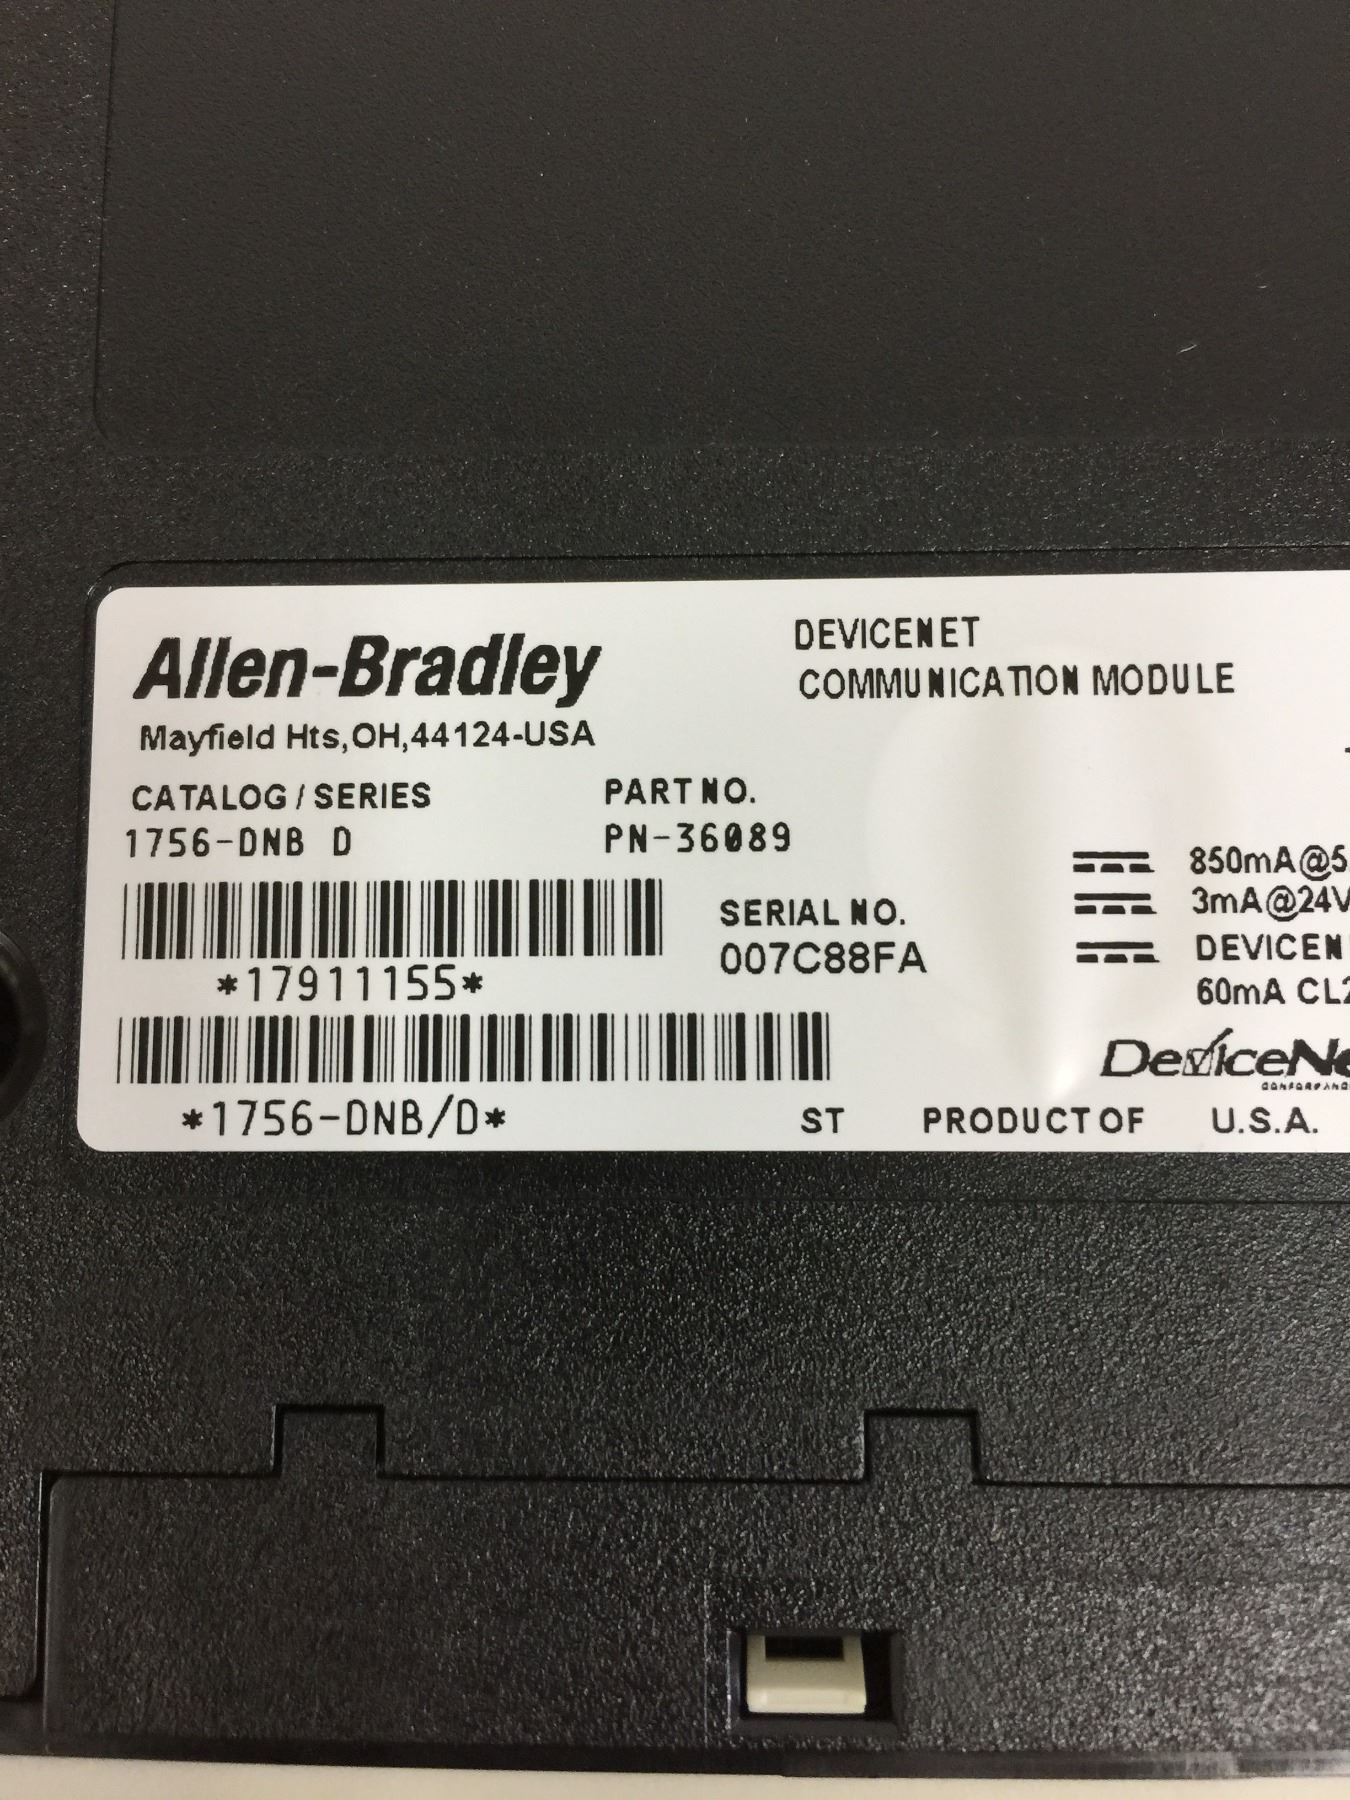 Allen-Bradley
Mayfield Hts,OH,44124-USA
DEVICENET
COMMUNICATION MODULE
CATALOG / SERIES
1756-DNB D
PART NO.
PN-36089
*17911155*
SERIAL NO.
007C88FA
*1756-DNB/D*
850mA@5
3mA@24V
DEVICEN
60mA CL2
DeviceNe
ST PRODUCT OF U.S.A.